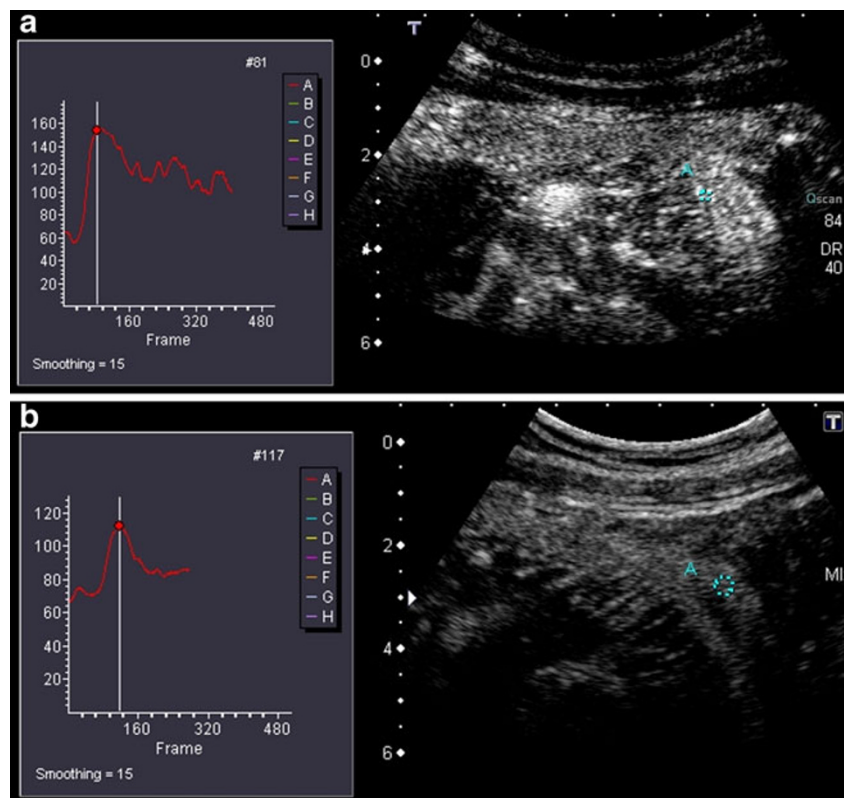 a
#81
A
B
C
D
E
F
G
H
160
140
120
100
80
60
40
20
160 320 480
Frame
Smoothing = 15
T
0
2
4
6
A
Qscan
84
DR
40
b
#117
A
B
C
D
E
F
G
H
120
100
80
60
40
20
160 320 480
Frame
Smoothing = 15
T
0
2
4
6
A
MI